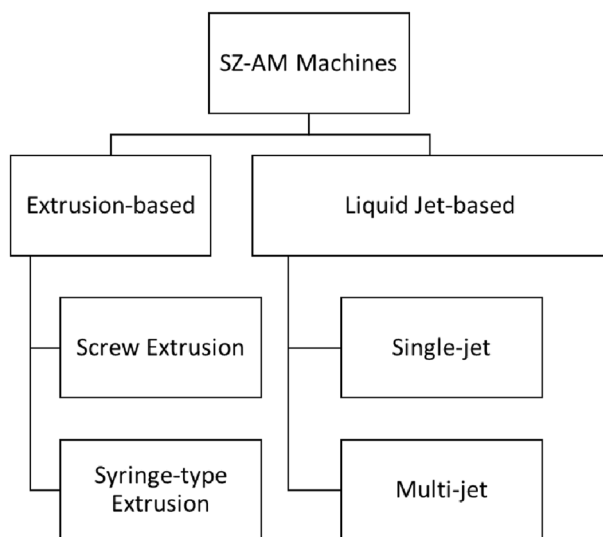 SZ-AM Machines
Extrusion-based
Liquid Jet-based
Screw Extrusion
Single-jet
Syringe-type
Extrusion
Multi-jet